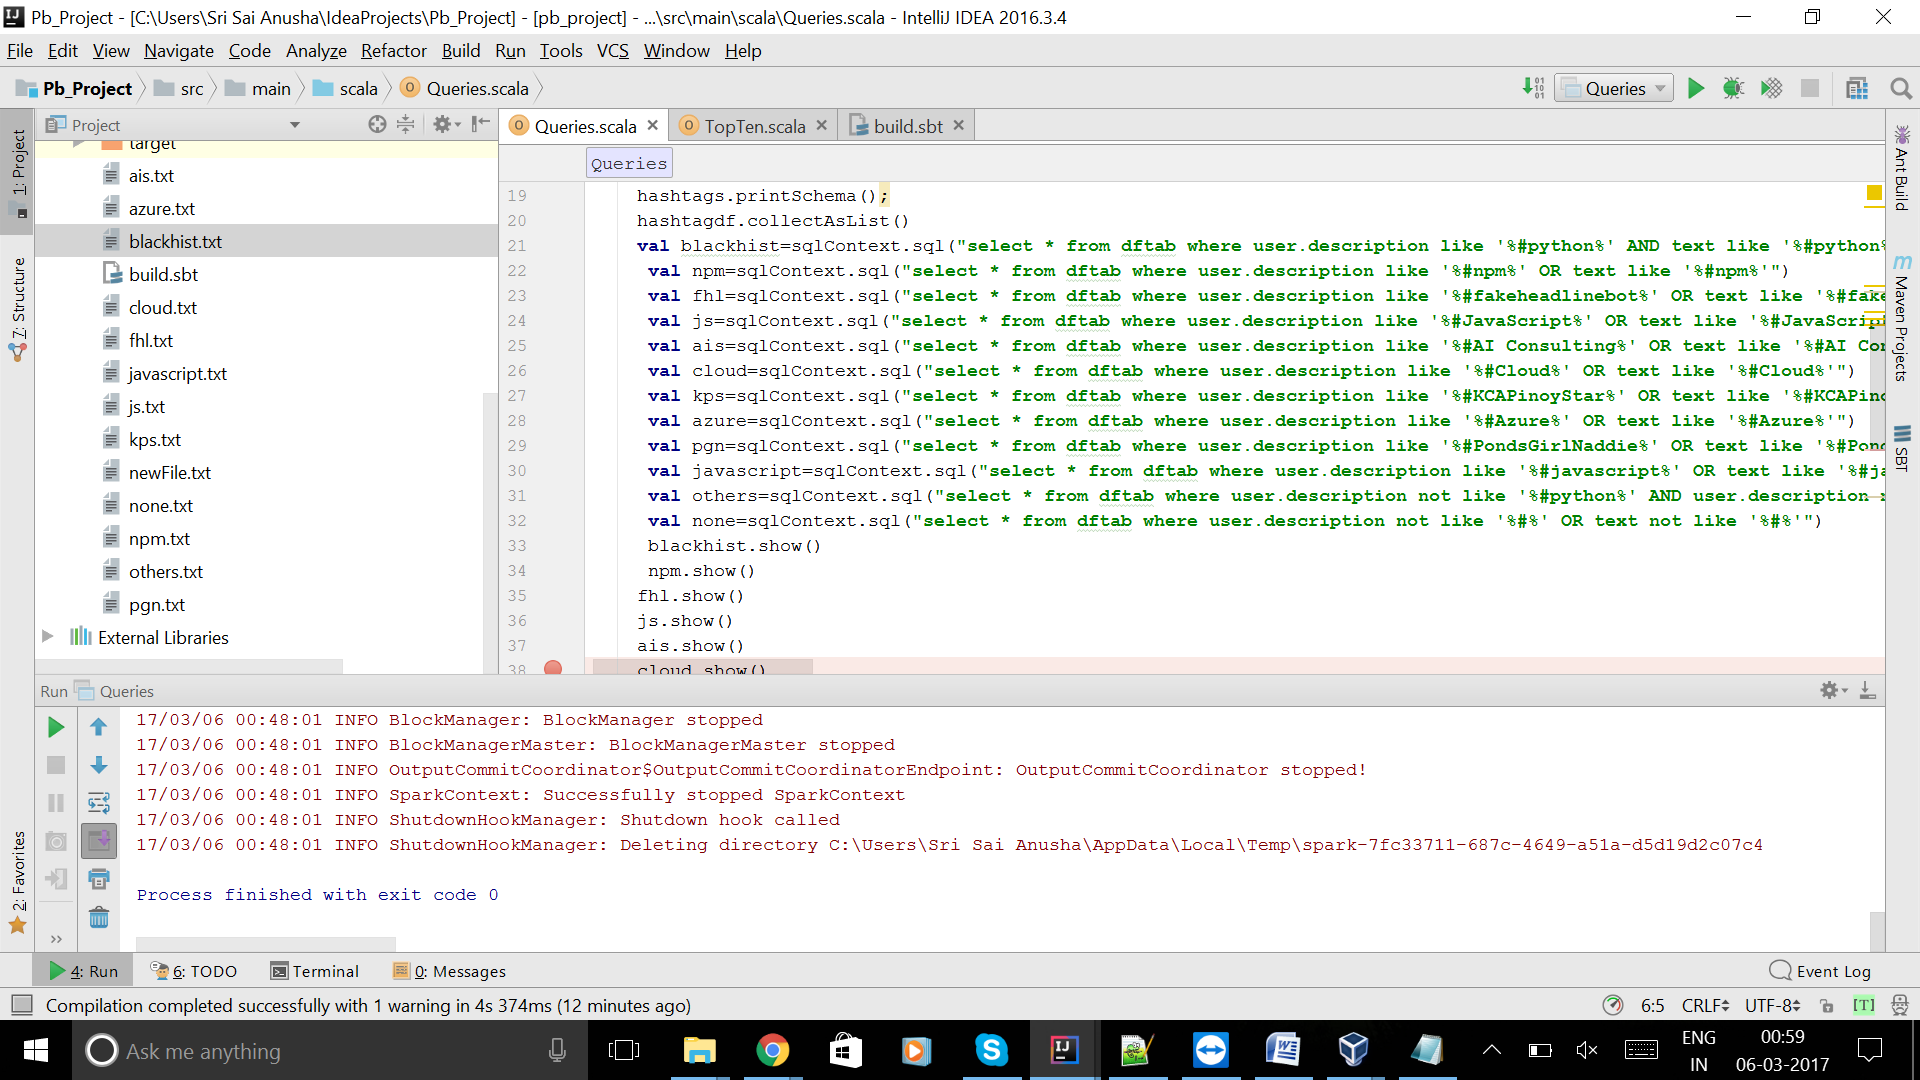 Pb_Project - [C:\Users\Sri Sai Anusha\IdeaProjects\Pb_Project] - [pb_project] - ...\src\main\scala\Queries.scala - IntelliJ IDEA 2016.3.4
File Edit View Navigate Code Analyze Refactor Build Run Tools VCS Window Help
Pb_Project src main scala Queries.scala
Queries
Project
Queries.scala TopTen.scala build.sbt
1: Project
7: Structure
2: Favorites
target
ais.txt
azure.txt
blackhist.txt
build.sbt
cloud.txt
fhl.txt
javascript.txt
js.txt
kps.txt
newFile.txt
none.txt
npm.txt
others.txt
pgn.txt
External Libraries
Queries
19 hashtags.printSchema();
20 hashtagdf.collectAsList()
21 val blackhist=sqlContext.sql("select * from dftab where user.description like '%#python%' AND text like '%#python%
22 val npm=sqlContext.sql("select * from dftab where user.description like '%#npm%' OR text like '%#npm%'")
23 val fhl=sqlContext.sql("select * from dftab where user.description like '%#fakeheadlinebot%' OR text like '%#fake
24 val js=sqlContext.sql("select * from dftab where user.description like '%#JavaScript%' OR text like '%#JavaScrip
25 val ais=sqlContext.sql("select * from dftab where user.description like '%#AI Consulting%' OR text like '%#AI Con
26 val cloud=sqlContext.sql("select * from dftab where user.description like '%#Cloud%' OR text like '%#Cloud%'")
27 val kps=sqlContext.sql("select * from dftab where user.description like '%#KCAPinoyStar%' OR text like '%#KCAPino
28 val azure=sqlContext.sql("select * from dftab where user.description like '%#Azure%' OR text like '%#Azure%'")
29 val pgn=sqlContext.sql("select * from dftab where user.description like '%#PondsGirlNaddie%' OR text like '%#Pond
30 val javascript=sqlContext.sql("select * from dftab where user.description like '%#javascript%' OR text like '%#ja
31 val others=sqlContext.sql("select * from dftab where user.description not like '%#python%' AND user.description
32 val none=sqlContext.sql("select * from dftab where user.description not like '%#%' OR text not like '%#%'")
33 blackhist.show()
34 npm.show()
35 fhl.show()
36 js.show()
37 ais.show()
38 cloud.show()
Ant Build
Maven Projects
SBT
Run Queries
17/03/06 00:48:01 INFO BlockManager: BlockManager stopped
17/03/06 00:48:01 INFO BlockManagerMaster: BlockManagerMaster stopped
17/03/06 00:48:01 INFO OutputCommitCoordinator$OutputCommitCoordinatorEndpoint: OutputCommitCoordinator stopped!
17/03/06 00:48:01 INFO SparkContext: Successfully stopped SparkContext
17/03/06 00:48:01 INFO ShutdownHookManager: Shutdown hook called
17/03/06 00:48:01 INFO ShutdownHookManager: Deleting directory C:\Users\Sri Sai Anusha\AppData\Local\Temp\spark-7fc33711-687c-4649-a51a-d5d19d2c07c4
Process finished with exit code 0
4: Run 6: TODO Terminal 0: Messages Event Log
Compilation completed successfully with 1 warning in 4s 374ms (12 minutes ago) 6:5 CRLF UTF-8 [T]
Ask me anything
ENG
IN
00:59
06-03-2017